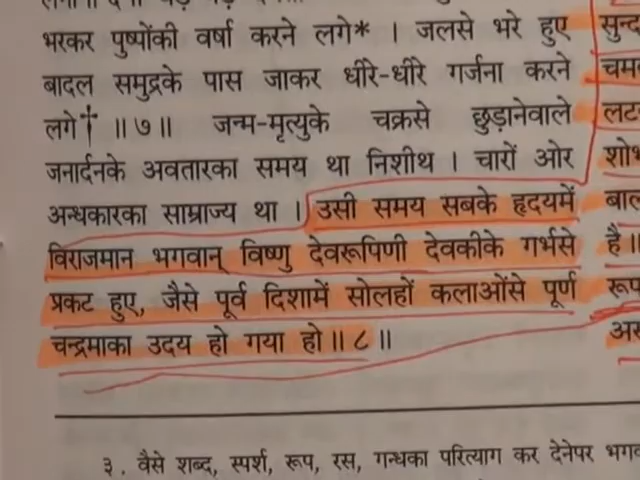 भरकर पुष्पोंकी वर्षा करने लगे* । जलसे भरे हुए
बादल समुद्रके पास जाकर धीरे-धीरे गर्जना करने
लगे† ॥ ७ ॥ जन्म-मृत्युके चक्रसे छुड़ानेवाले
जनार्दनके अवतारका समय था निशीथ । चारों ओर
अन्धकारका साम्राज्य था । उसी समय सबके हृदयमें
विराजमान भगवान् विष्णु देवरूपिणी देवकीके गर्भसे
प्रकट हुए, जैसे पूर्व दिशामें सोलहों कलाओंसे पूर्ण
चन्द्रमाका उदय हो गया हो ॥ ८ ॥
३. वैसे शब्द, स्पर्श, रूप, रस, गन्धका परित्याग कर देनेपर
है ॥